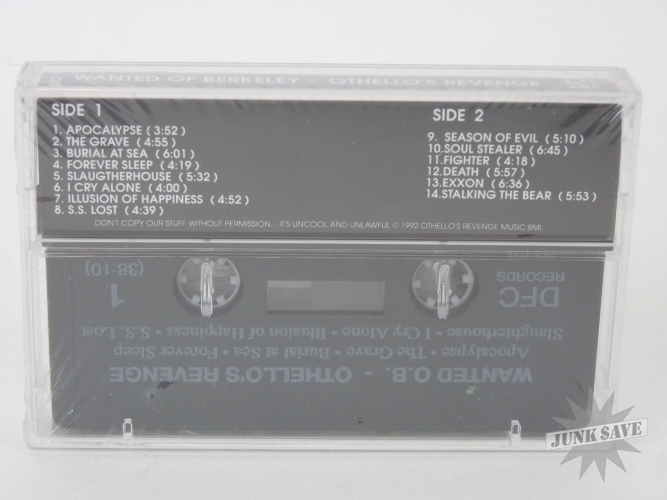 WANTED OF BERKELEY - OTHELLO'S REVENGE
SIDE 1
1. APOCALYPSE ( 3:52 )
2. THE GRAVE ( 4:55 )
3. BURIAL AT SEA ( 6:01 )
4. FOREVER SLEEP ( 4:19 )
5. SLAUGTHERHOUSE ( 5:32 )
6. I CRY ALONE ( 4:00 )
7. ILLUSION OF HAPPINESS ( 4:52 )
8. S.S. LOST ( 4:39 )
SIDE 2
9. SEASON OF EVIL ( 5:10 )
10.SOUL STEALER ( 6:45 )
11.FIGHTER ( 4:18 )
12.DEATH ( 5:57 )
13.EXXON ( 6:36 )
14.STALKING THE BEAR ( 5:53 )
DON'T COPY OUR STUFF WITHOUT PERMISSION... IT'S UNCOOL AND UNLAWFUL © 1992 OTHELLO'S REVENGE MUSIC BMI.
WANTED O.B. - OTHELLO'S REVENGE
Apocalypse • The Grave • Burial at Sea • Forever Sleep
Slaughterhouse • I Cry Alone • Illusion of Happiness • S.S. Lost
DFC
RECORDS
1
(38:10)
JUNK SAVE